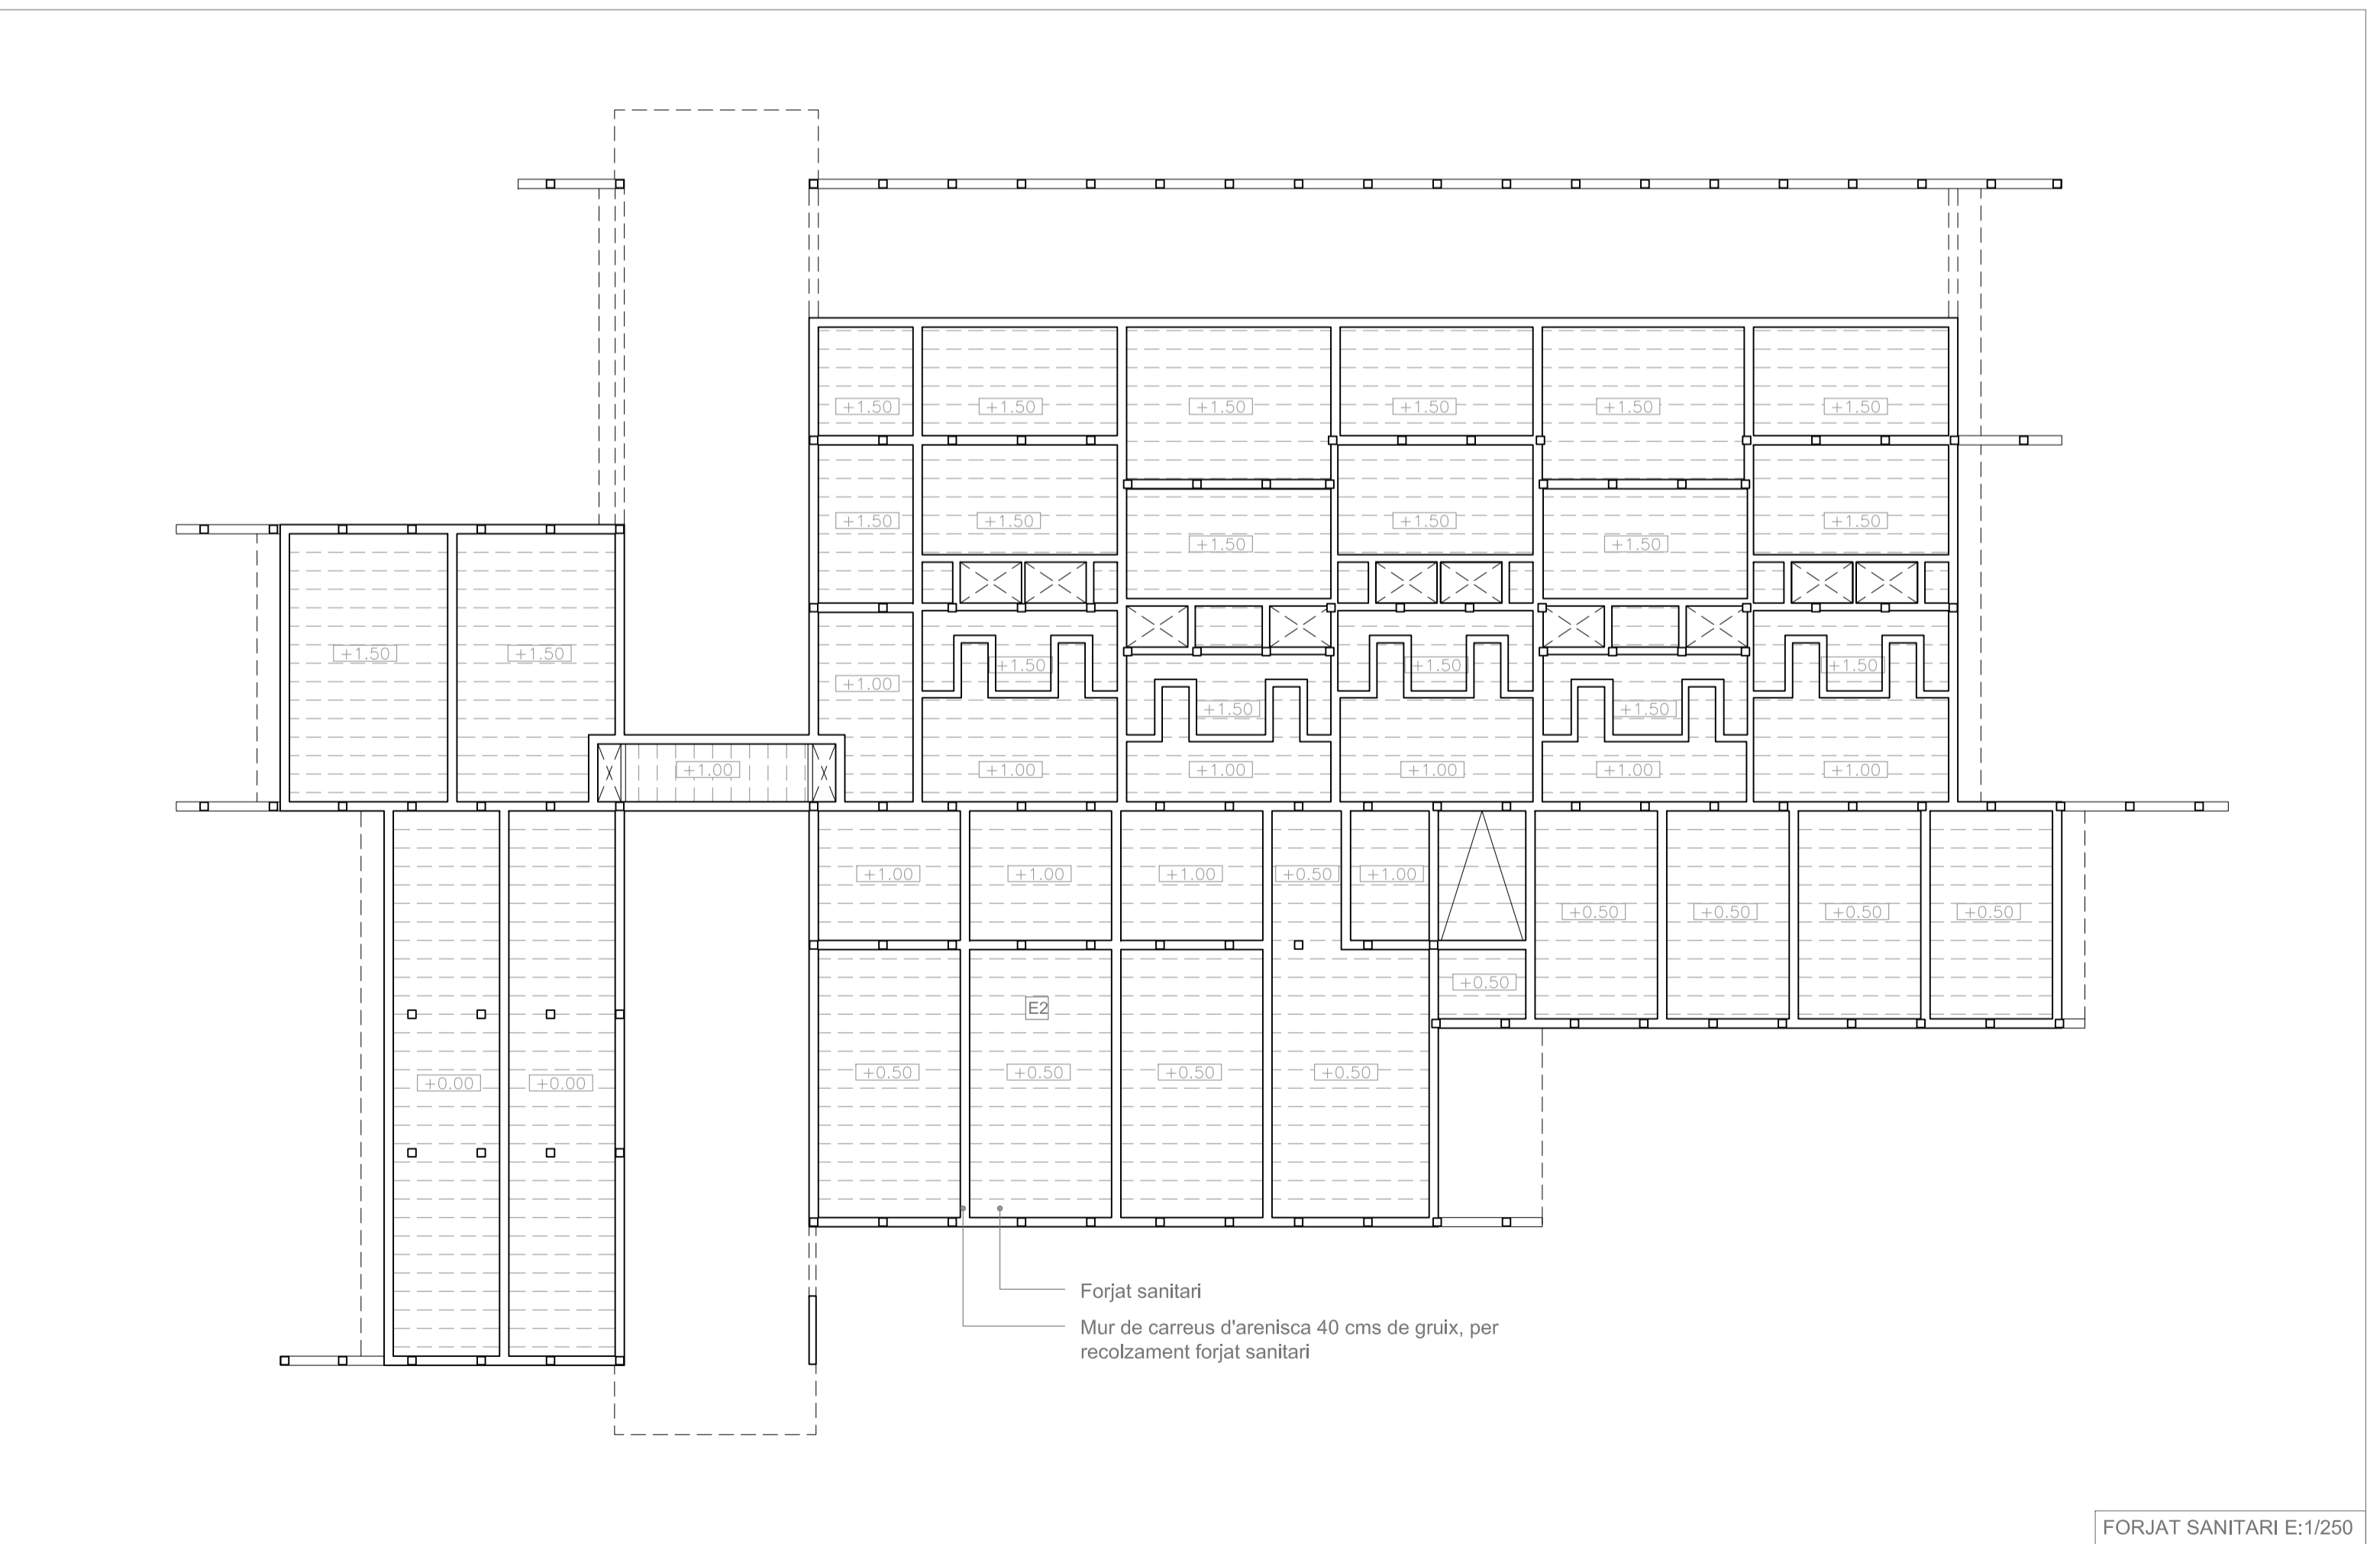 +1.50 +1.50 +1.50 +1.50 +1.50 +1.50
+1.50 +1.50 +1.50 +1.50
+1.50 +1.50
+1.50 +1.50
+1.50 +1.50 +1.50
+1.00
+1.50 +1.50
+1.00 +1.00 +1.00 +1.00 +1.00 +1.00
+1.00 +1.00 +1.00 +0.50 +1.00
+0.50 +0.50 +0.50 +0.50
+0.50
E2
+0.50 +0.50 +0.50 +0.50
+0.00 +0.00
Forjat sanitari
Mur de carreus d'arenisca 40 cms de gruix, per
recolzament forjat sanitari
FORJAT SANITARI E:1/250